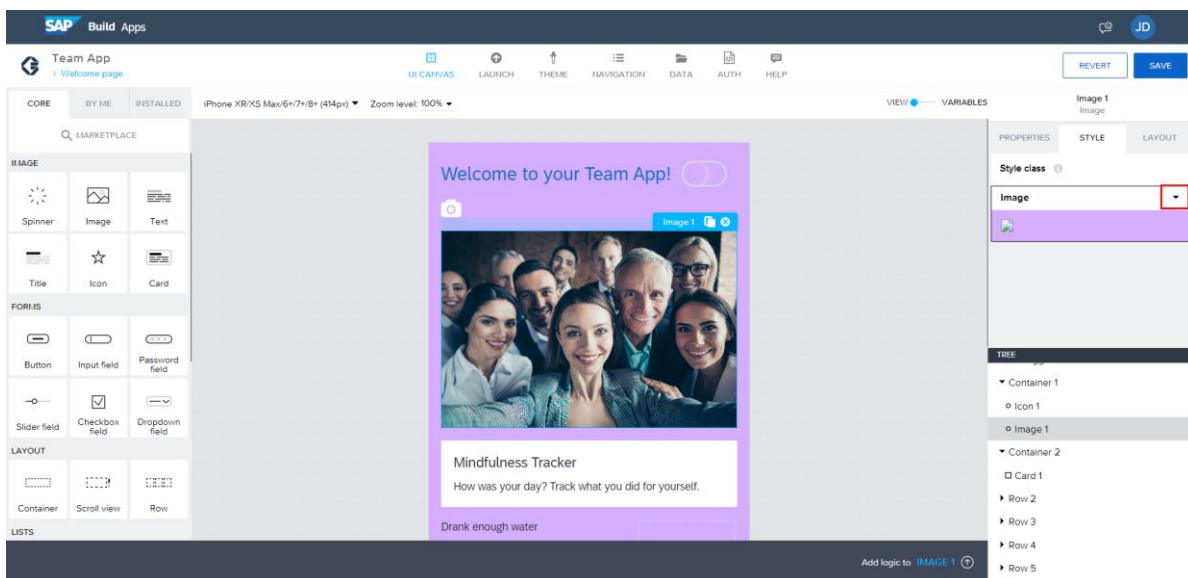 SAP Build Apps
JD
Team App
Welcome page
UI CANVAS
LAUNCH
THEME
NAVIGATION
DATA
AUTH
HELP
REVERT
SAVE
CORE
BY ME
INSTALLED
iPhone XR/XS Max/6+/7+/8+ (414px)
Zoom level: 100%
VIEW
VARIABLES
Image 1
Image
MARKETPLACE
PROPERTIES
STYLE
LAYOUT
IMAGE
Spinner
Image
Text
Title
Icon
Card
FORMS
Button
Input field
Password
field
Slider field
Checkbox
field
Dropdown
field
LAYOUT
Container
Scroll view
Row
LISTS
Welcome to your Team App!
Image 1
Mindfulness Tracker
How was your day? Track what you did for yourself.
Drank enough water
Add logic to IMAGE 1
Style class
Image
TREE
Container 1
Icon 1
Image 1
Container 2
Card 1
Row 2
Row 3
Row 4
Row 5